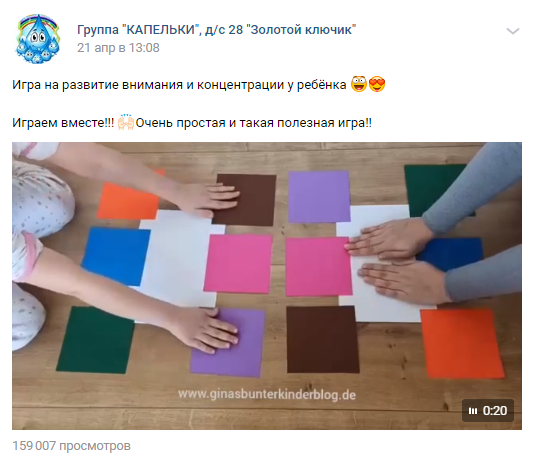 Группа "КАПЕЛЬКИ", д/с 28 "Золотой ключик"
21 апр в 13:08
Игра на развитие внимания и концентрации у ребёнка
Играем вместе!!! Очень простая и такая полезная игра!!
www.ginasbunterkinderblog.de
0:20
159 007 просмотров